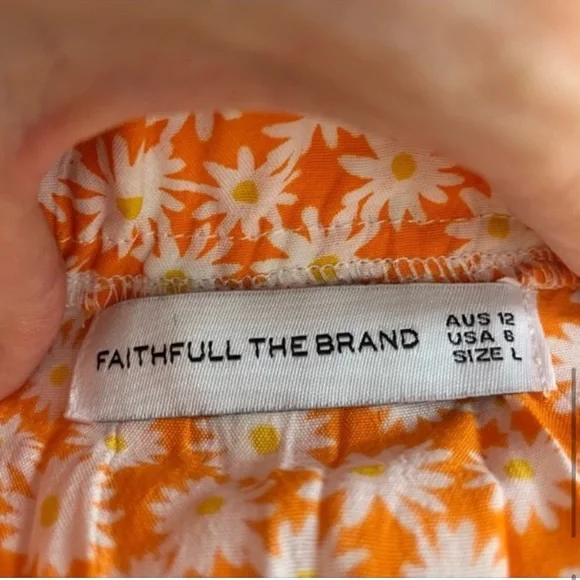 FAITHFULL THE BRAND
AUS 12
USA 8
SIZE L